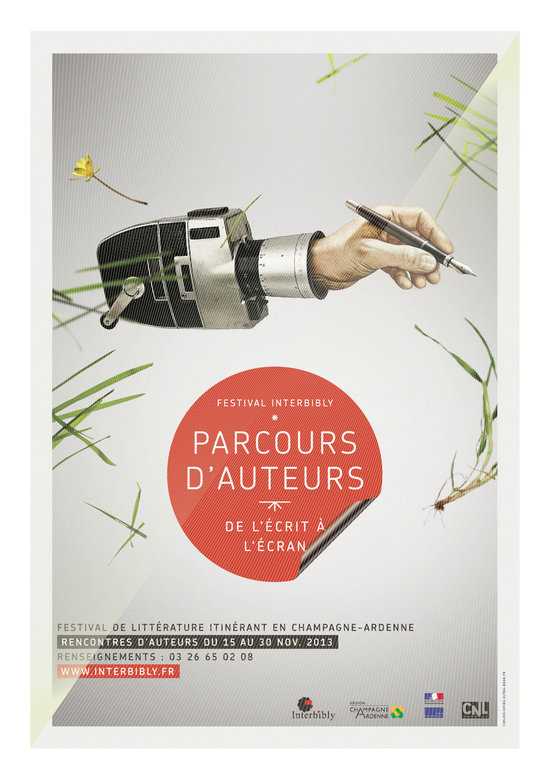 FESTIVAL INTERBIBLY
PARCOURS
D'AUTEURS
DE L'ÉCRIT À
L'ÉCRAN
FESTIVAL DE LITTÉRATURE ITINÉRANT EN CHAMPAGNE-ARDENNE
RENCONTRES D'AUTEURS DU 15 AU 30 NOV. 2013
RENSEIGNEMENTS : 03 26 65 02 08
WWW.INTERBIBLY.FR
Interbibly
RÉGION
CHAMPAGNE
ARDENNE
CNL